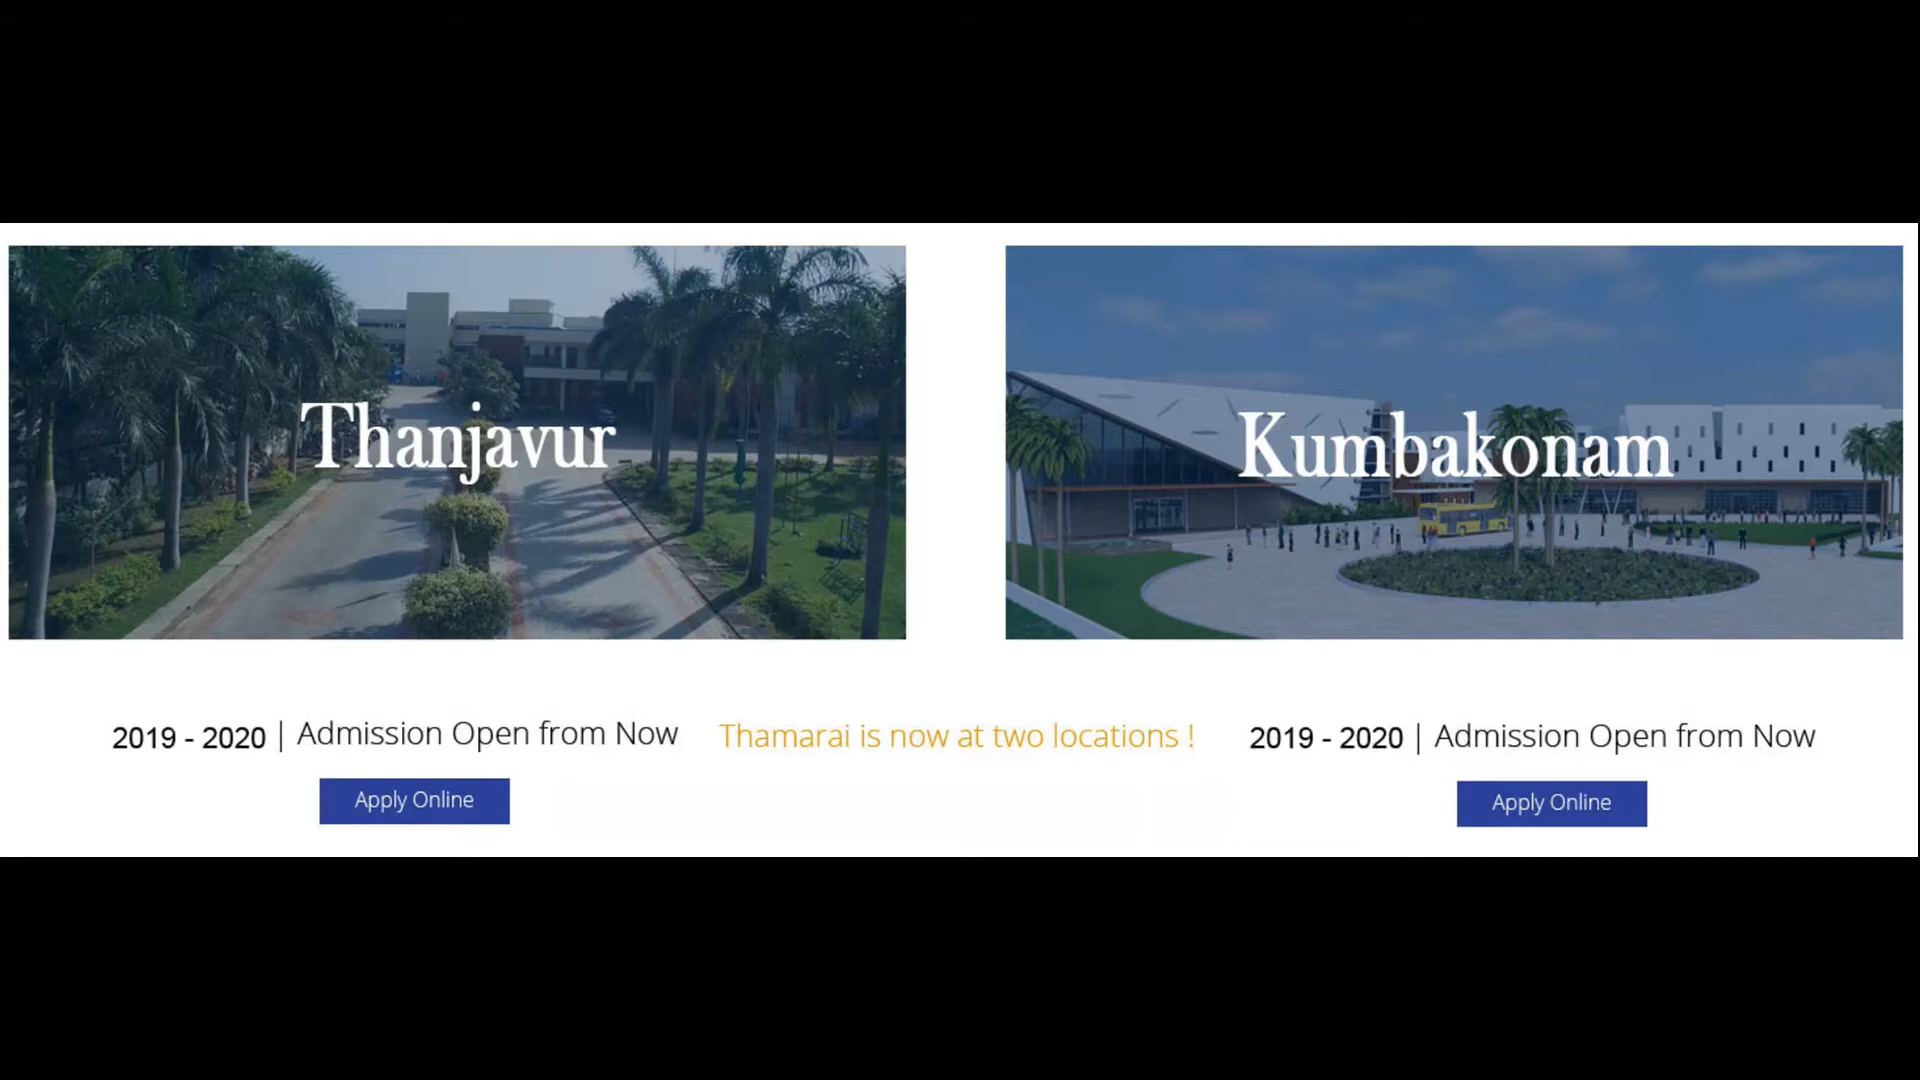 Thanjavur
Kumbakonam
2019 - 2020 | Admission Open from Now
Apply Online
Thamarai is now at two locations !
2019 - 2020 | Admission Open from Now
Apply Online